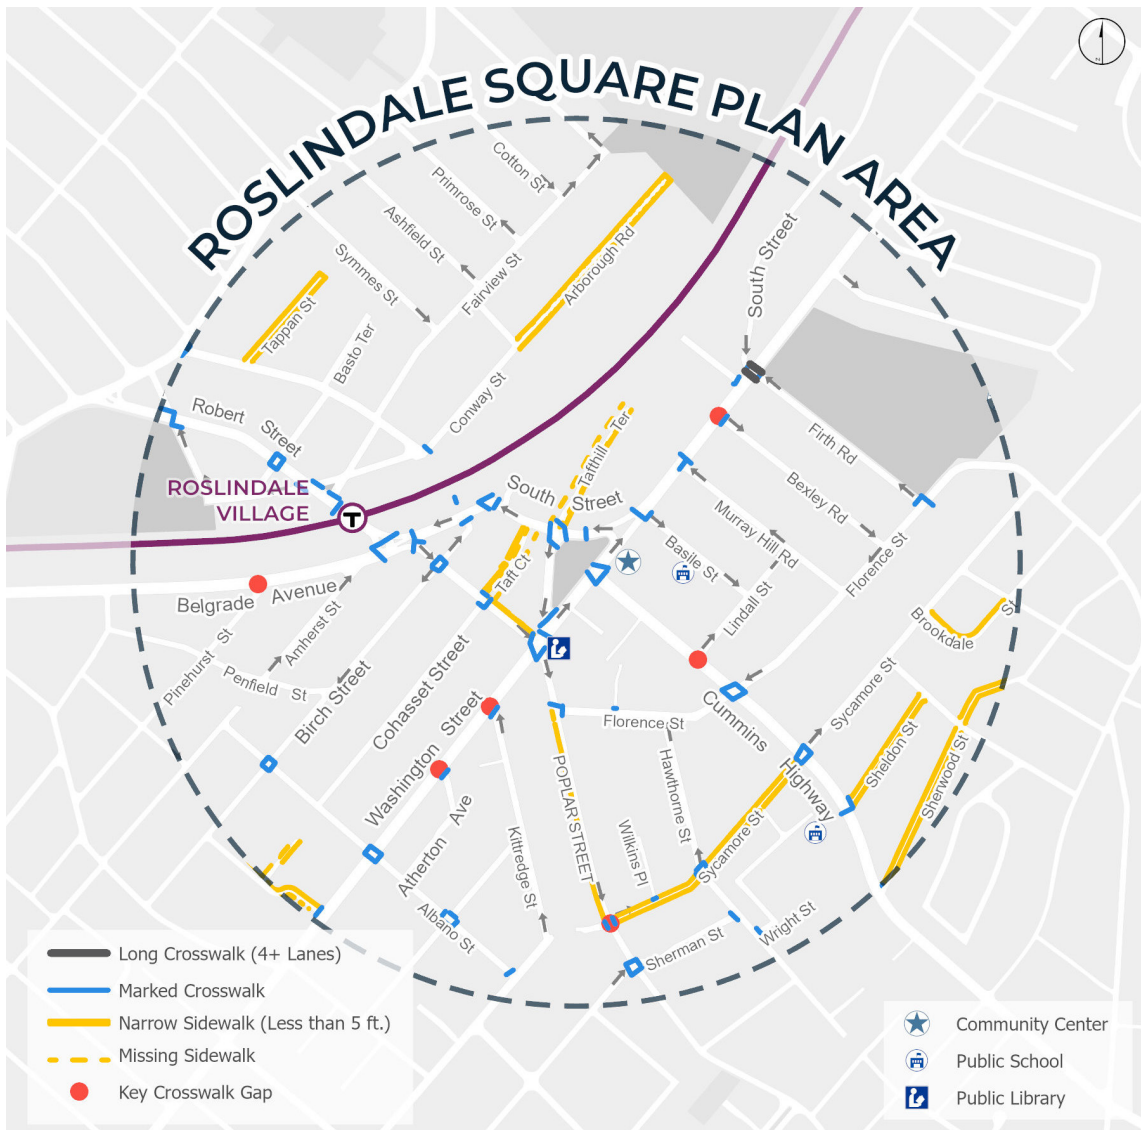 ROSLINDALE SQUARE PLAN AREA
N
Cotton St
Primrose St
Ashfield St
Symmes St
Fairview St
Arborough Rd
South Street
Tappan St
Basto Ter
Conway St
Robert Street
Tafthill Ter
Firth Rd
Bexley Rd
ROSLINDALE
VILLAGE
T
South Street
Murray Hill Rd
Basile St
Florence St
Taft Ct
Lindall St
Belgrade Avenue
Amherst St
Pinehurst St
Penfield St
Birch Street
Cohasset Street
Brookdale St
Washington Street
Florence St
Cummins Highway
Sycamore St
Sheldon St
Sherwood St
POPLAR STREET
Hawthorne St
Wilkins Pl
Sycamore St
Atherton Ave
Kittredge St
Albano St
Sherman St
Wright St
Long Crosswalk (4+ Lanes)
Marked Crosswalk
Narrow Sidewalk (Less than 5 ft.)
Missing Sidewalk
Key Crosswalk Gap
Community Center
Public School
Public Library